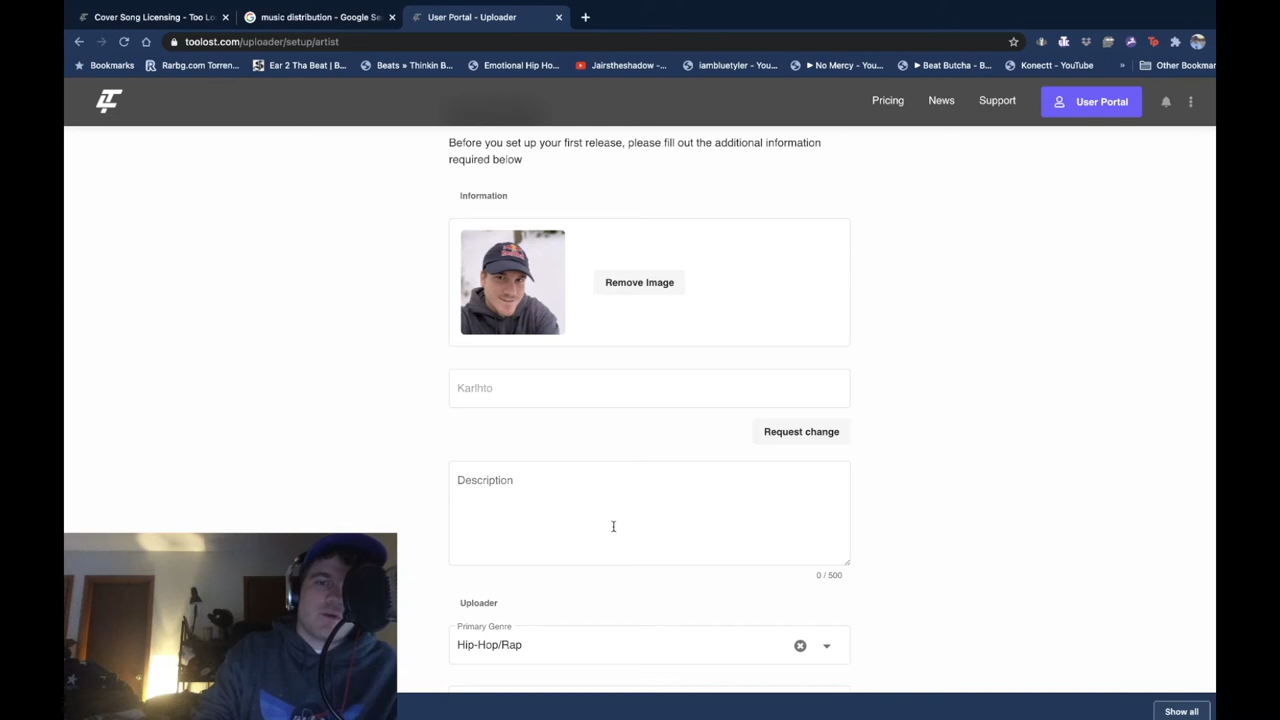 Cover Song Licensing - Too Lo
music distribution - Google Se
User Portal - Uploader
toolost.com/uploader/setup/artist
Bookmarks
Rarbg.com Torren...
Ear 2 Tha Beat | B...
Beats » Thinkin B...
Emotional Hip Ho...
Jairstheshadow -...
iambluetyler - You...
► No Mercy - You...
► Beat Butcha - B...
Konectt - YouTube
»
Other Bookmar
Pricing
News
Support
User Portal
Before you set up your first release, please fill out the additional information
required below
Information
Remove Image
Karlhto
Request change
Description
0 / 500
Uploader
Primary Genre
Hip-Hop/Rap
Show all